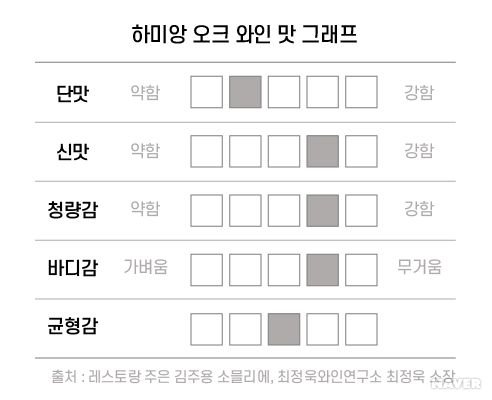 하미앙 오크 와인 맛 그래프
단맛 약함 강함
신맛 약함 강함
청량감 약함 강함
바디감 가벼움 무거움
균형감
출처 : 레스토랑 주은 김주용 소믈리에, 최정욱와인연구소 최정욱 소장
NAVER